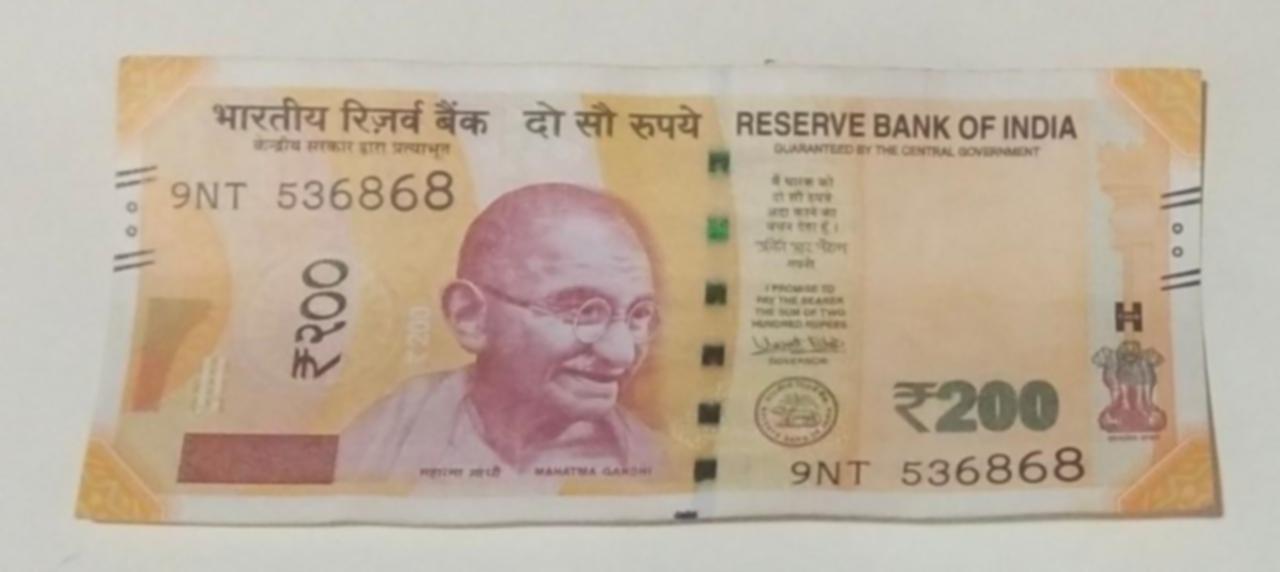 भारतीय रिज़र्व बैंक दो सौ रुपये RESERVE BANK OF INDIA
केन्द्रीय सरकार द्वारा प्रत्याभूत GUARANTEED BY THE CENTRAL GOVERNMENT
9NT 536868
₹२००
₹200
मैं धारक को
दो सौ रुपये
अदा करने का
वचन देता हूँ।
I PROMISE TO
PAY THE BEARER
THE SUM OF TWO
HUNDRED RUPEES
GOVERNOR
H
₹200
9NT 536868
महात्मा गांधी MAHATMA GANDHI